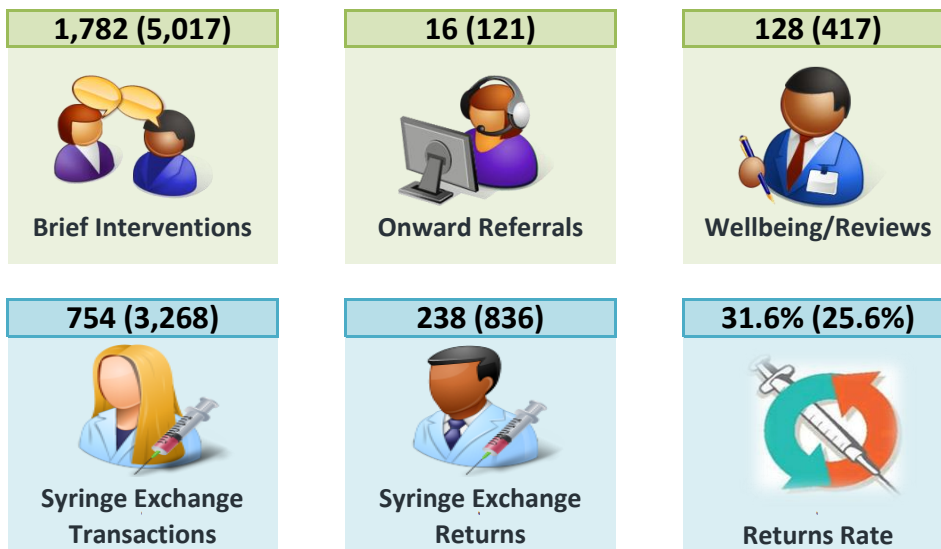 1,782 (5,017)
16 (121)
128 (417)
Brief Interventions
Onward Referrals
Wellbeing/Reviews
754 (3,268)
238 (836)
31.6% (25.6%)
Syringe Exchange
Transactions
Syringe Exchange
Returns
Returns Rate